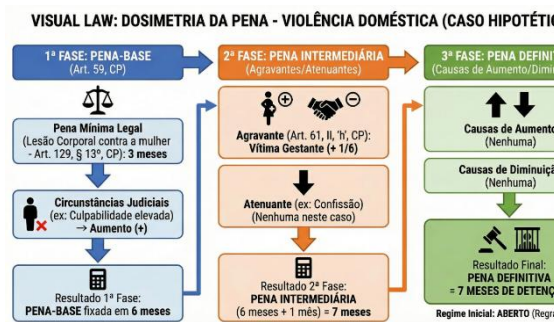 VISUAL LAW: DOSIMETRIA DA PENA - VIOLÊNCIA DOMÉSTICA (CASO HIPOTÉTIC
1ª FASE: PENA-BASE
(Art. 59, CP)
Pena Mínima Legal
(Lesão Corporal contra a mulher
- Art. 129, § 13º, CP): 3 meses
Circunstâncias Judiciais
(ex: Culpabilidade elevada)
→ Aumento (+)
Resultado 1ª Fase:
PENA-BASE fixada em 6 meses
2ª FASE: PENA INTERMEDIÁRIA
(Agravantes/Atenuantes)
Agravante (Art. 61, II, 'h', CP):
Vítima Gestante (+ 1/6)
Atenuante (ex: Confissão)
(Nenhuma neste caso)
Resultado 2ª Fase:
PENA INTERMEDIÁRIA
(6 meses + 1 mês) = 7 meses
3ª FASE: PENA DEFINIT
(Causas de Aumento/Dimin
Causas de Aumento
(Nenhuma)
Causas de Diminuiçã
(Nenhuma)
Resultado Final:
PENA DEFINITIVA
= 7 MESES DE DETENÇ
Regime Inicial: ABERTO (Regra